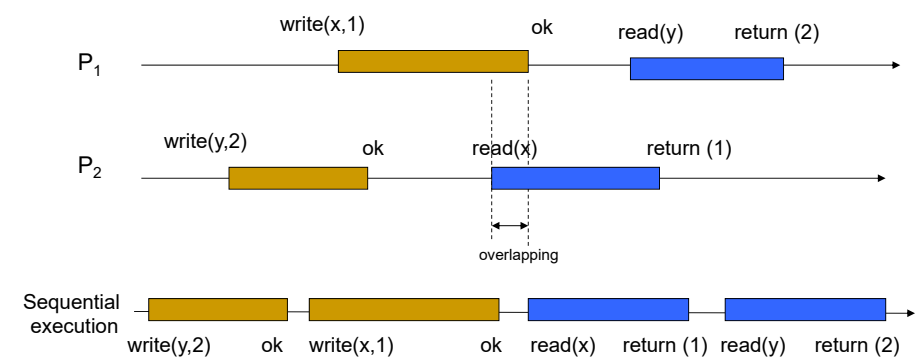 write(x,1) ok read(y) return (2)
P1
write(y,2) ok read(x) return (1)
P2
overlapping
Sequential
execution
write(y,2) ok write(x,1) ok read(x) return (1) read(y) return (2)